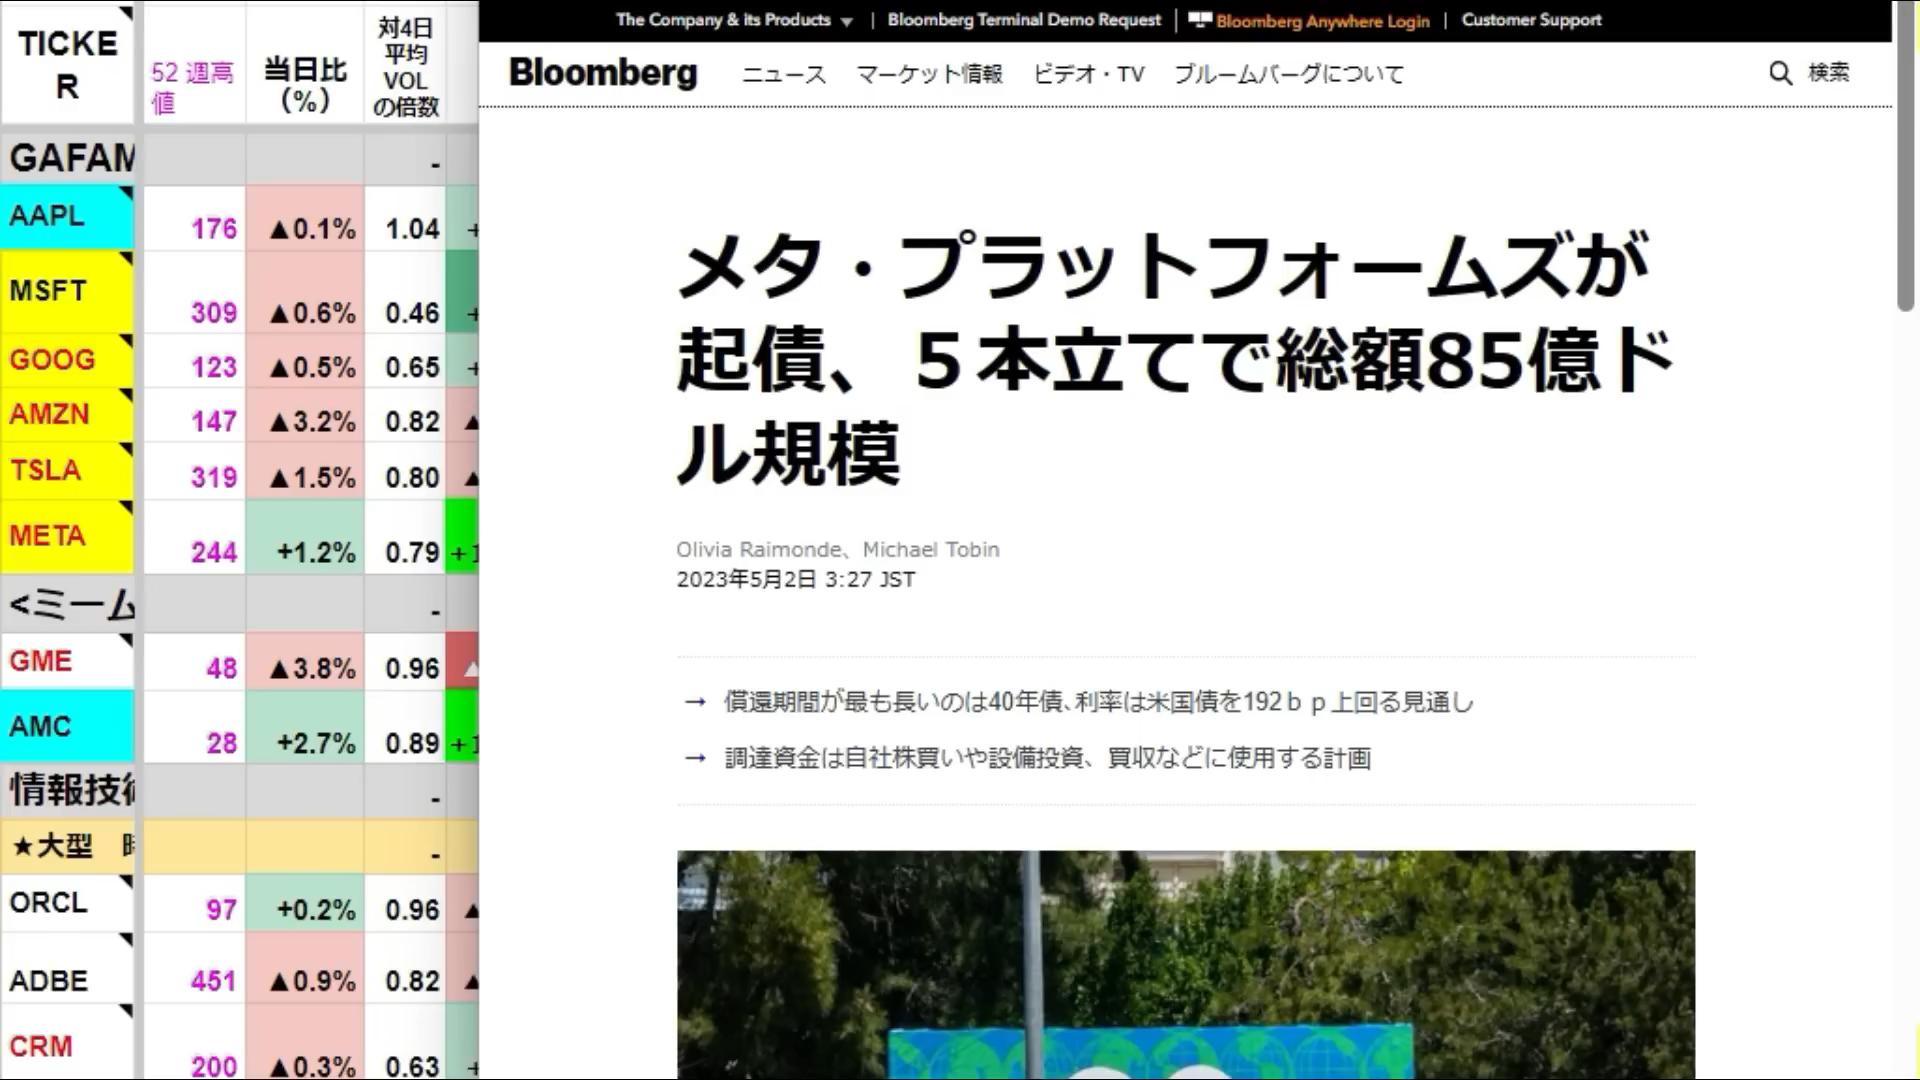 TICKE
R
52 週高
値
当日比
(%)
対4日
平均
VOL
の倍数
GAFAM
-
AAPL 176 ▲0.1% 1.04 +
MSFT 309 ▲0.6% 0.46 +
GOOG 123 ▲0.5% 0.65 +
AMZN 147 ▲3.2% 0.82 ▲
TSLA 319 ▲1.5% 0.80 ▲
META 244 +1.2% 0.79 +1
<ミーム
-
GME 48 ▲3.8% 0.96 ▲
AMC 28 +2.7% 0.89 +1
情報技術
-
★大型 時
-
ORCL 97 +0.2% 0.96 ▲
ADBE 451 ▲0.9% 0.82 ▲
CRM 200 ▲0.3% 0.63 +
The Company & its Products ▼ | Bloomberg Terminal Demo Request | Bloomberg Anywhere Login | Customer Support
Bloomberg ニュース マーケット情報 ビデオ・TV ブルームバーグについて 検索
メタ・プラットフォームズが
起債、５本立てで総額85億ド
ル規模
Olivia Raimonde、Michael Tobin
2023年5月2日 3:27 JST
→ 償還期間が最も長いのは40年債、利率は米国債を192ｂｐ上回る見通し
→ 調達資金は自社株買いや設備投資、買収などに使用する計画